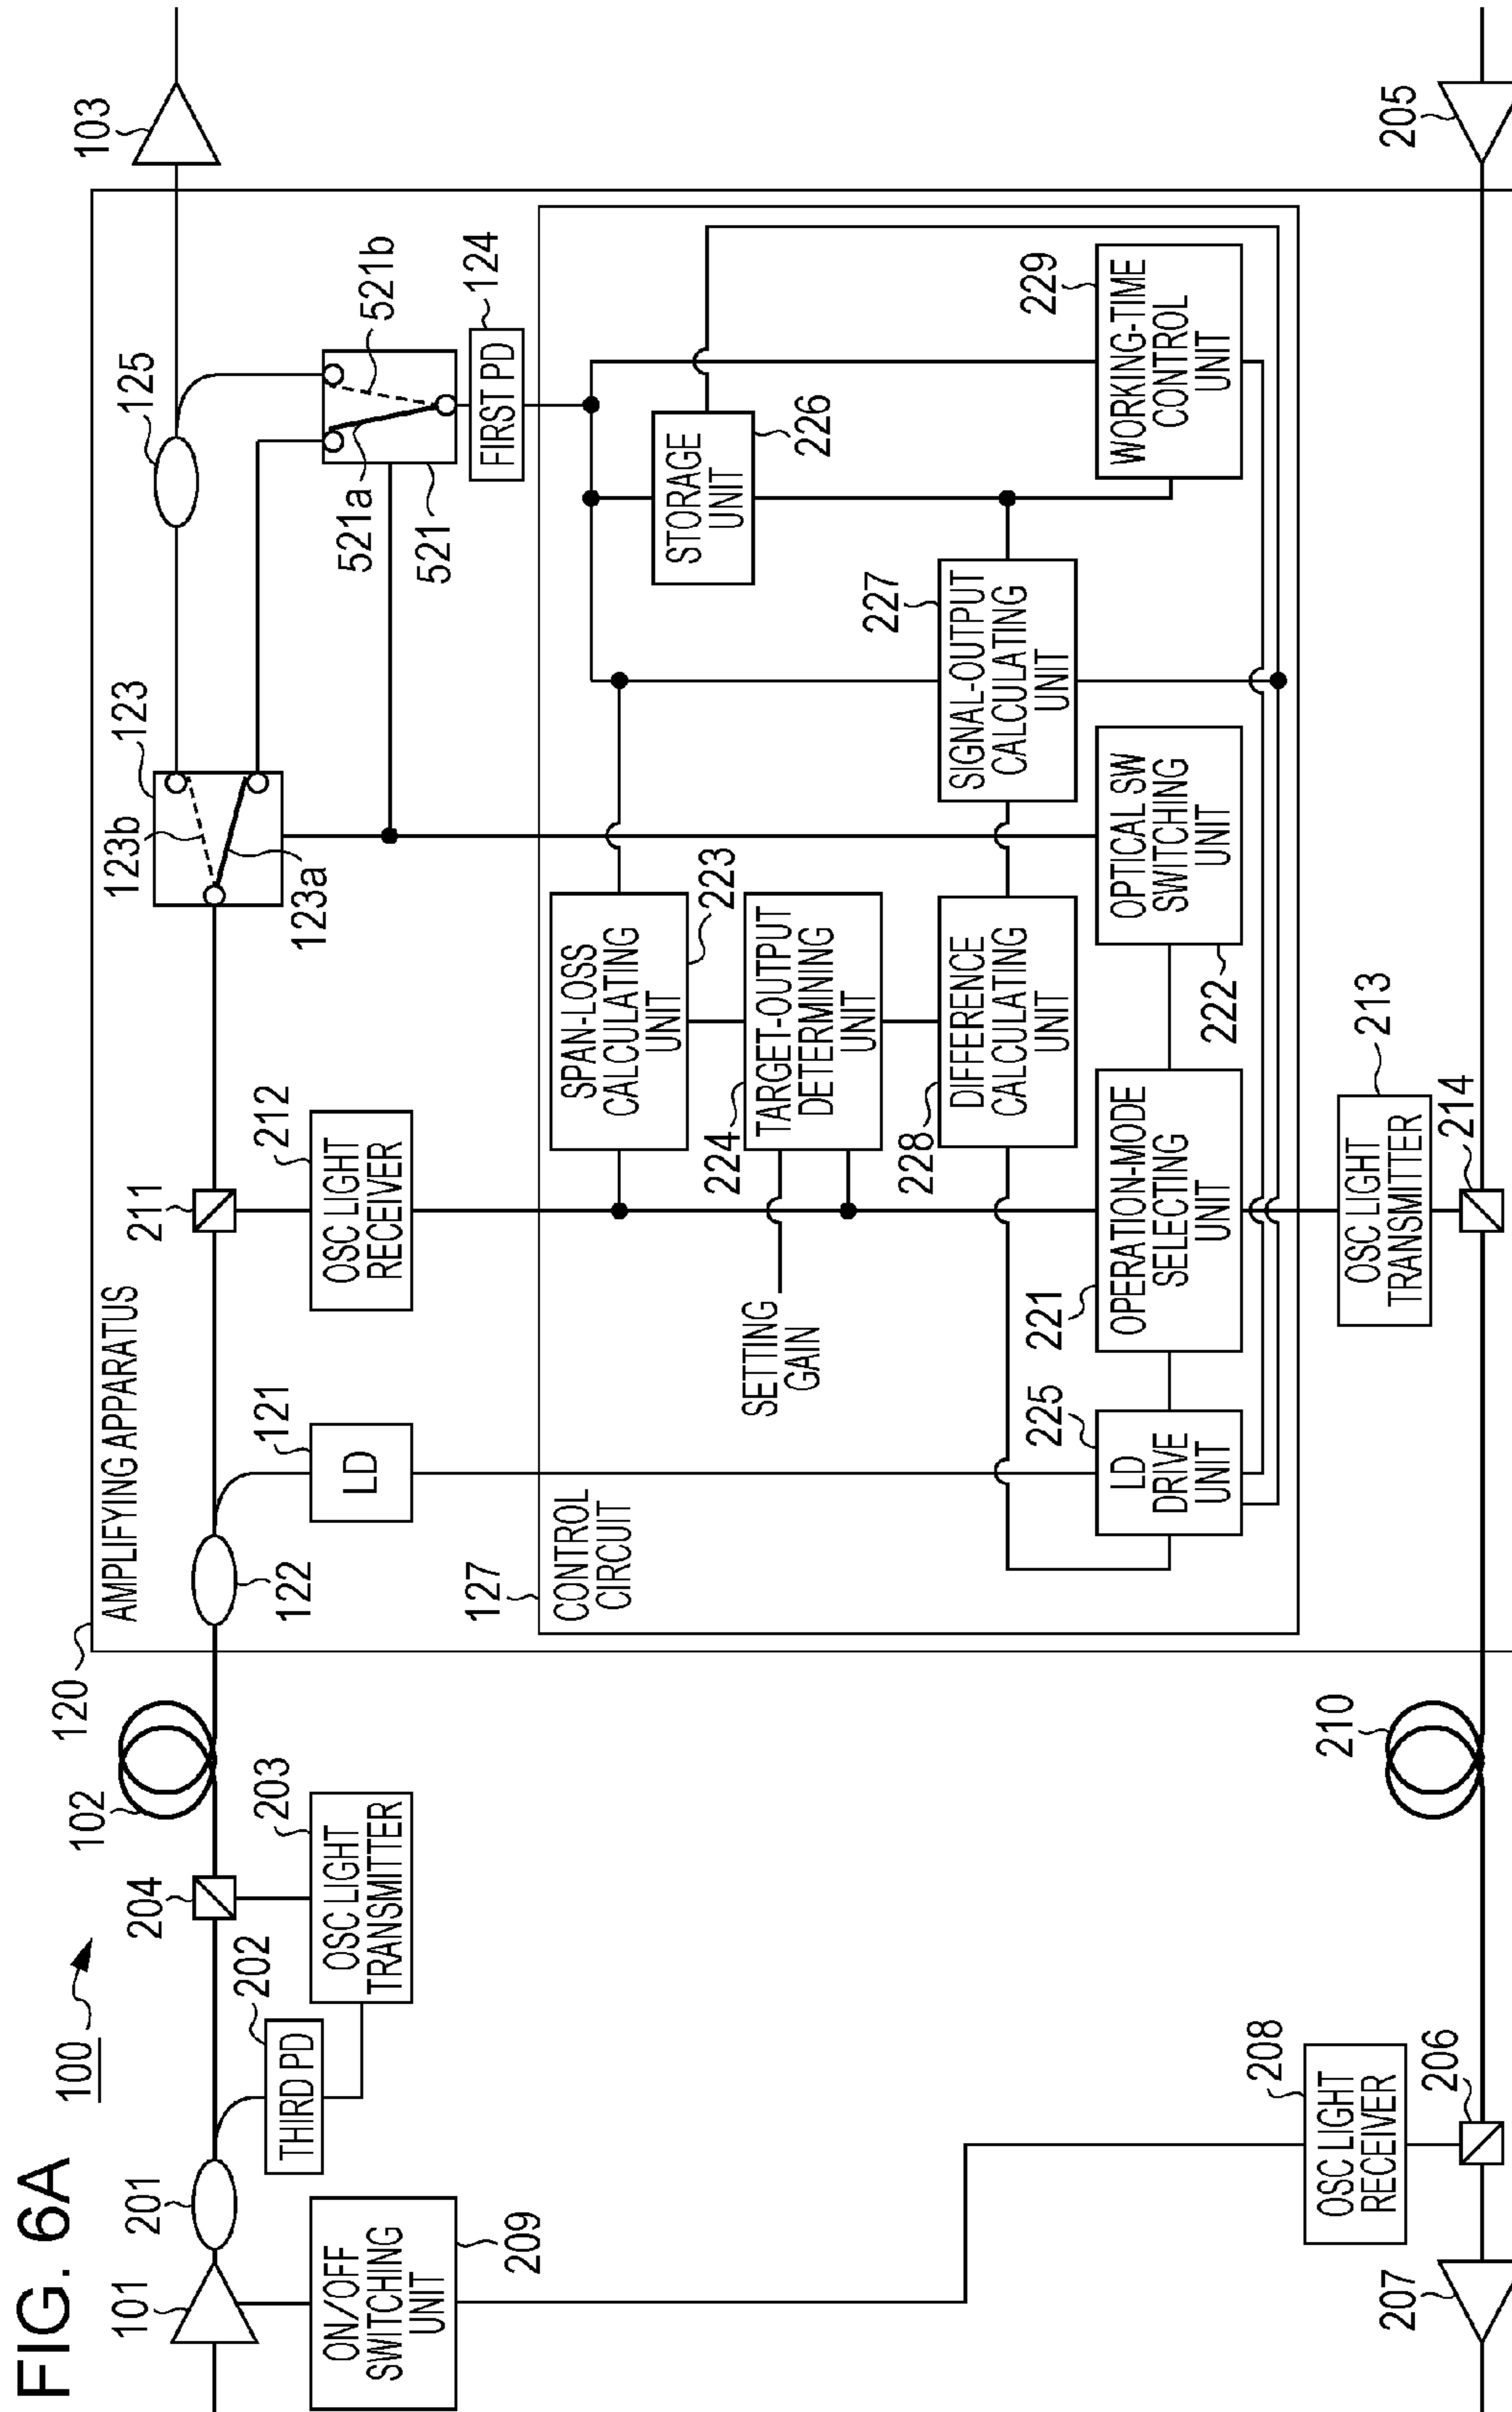 FIG. 6A
100
101
201
202
THIRD PD
204
203
OSC LIGHT
TRANSMITTER
102
ON/OFF
SWITCHING
UNIT
209
120
AMPLIFYING APPARATUS
122
121
LD
211
212
OSC LIGHT
RECEIVER
123
123b
123a
125
103
521a
521
521b
124
FIRST PD
127
CONTROL
CIRCUIT
SETTING
GAIN
SPAN-LOSS
CALCULATING
UNIT
223
224
TARGET-OUTPUT
DETERMINING
UNIT
228
DIFFERENCE
CALCULATING
UNIT
227
SIGNAL-OUTPUT
CALCULATING
UNIT
STORAGE
UNIT
226
229
WORKING-TIME
CONTROL
UNIT
225
LD
DRIVE
UNIT
221
OPERATION-MODE
SELECTING
UNIT
222
OPTICAL SW
SWITCHING
UNIT
213
OSC LIGHT
TRANSMITTER
214
208
OSC LIGHT
RECEIVER
206
207
210
205